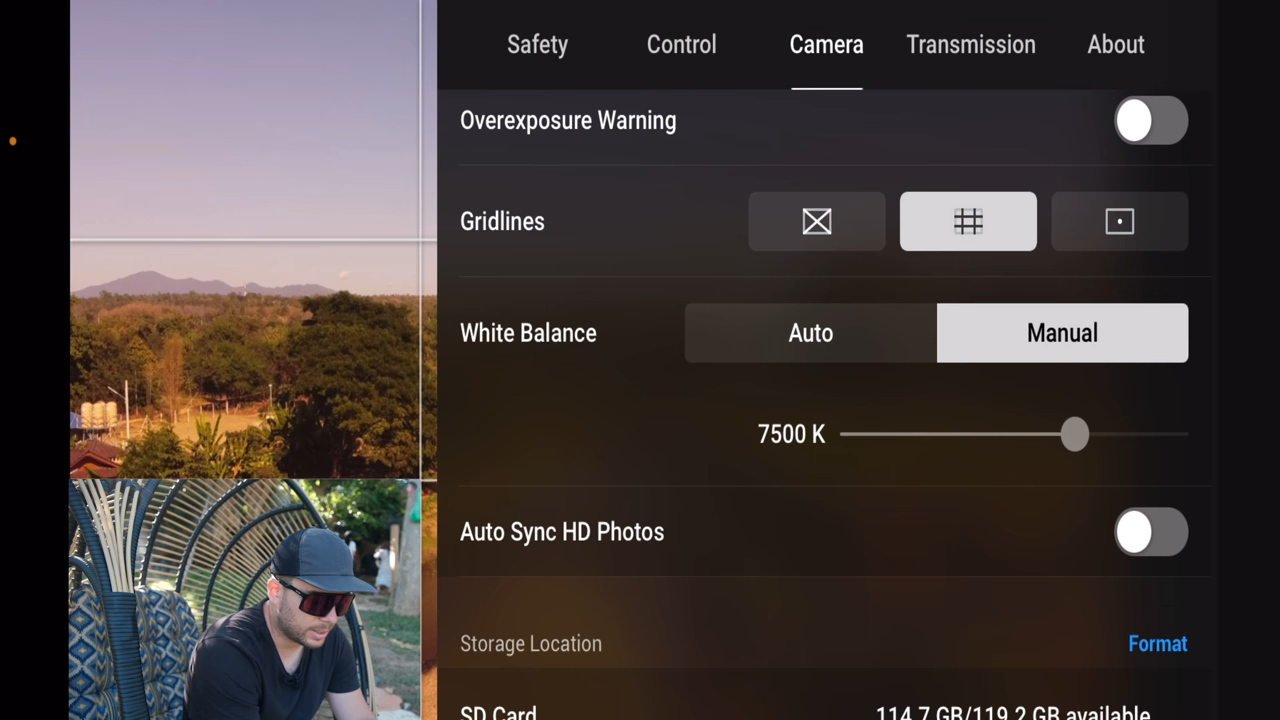 Safety Control Camera Transmission About
Overexposure Warning
Gridlines
White Balance Auto Manual
7500 K
Auto Sync HD Photos
Storage Location Format
SD Card 114.7 GB/119.2 GB available